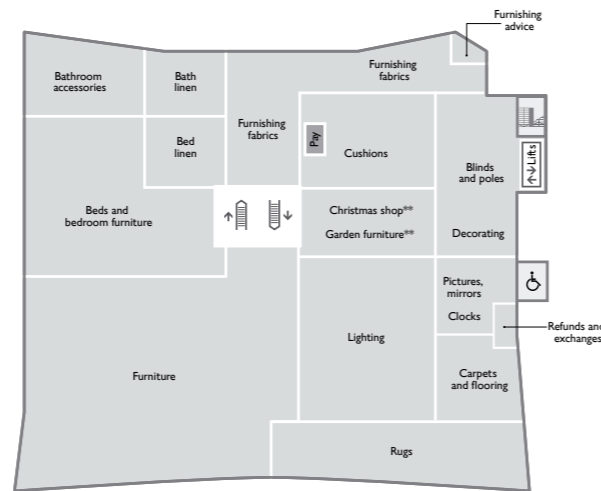 Furnishing
advice
Bathroom
accessories
Bath
linen
Furnishing
fabrics
Furnishing
fabrics
Bed
linen
Pay
Cushions
Blinds
and poles
Lifts
Beds and
bedroom furniture
Christmas shop**
Garden furniture**
Decorating
Pictures,
mirrors
Clocks
Refunds and
exchanges
Lighting
Furniture
Carpets
and flooring
Rugs